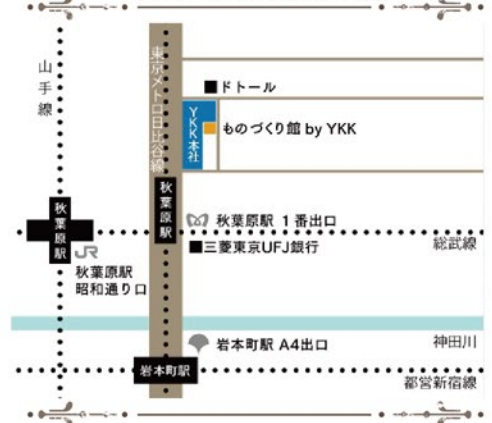 山手線
東京メトロ日比谷線
ドトール
YKK本社
ものづくり館 by YKK
秋葉原駅
秋葉原駅
秋葉原駅 1番出口
総武線
三菱東京UFJ銀行
JR
秋葉原駅
昭和通り口
岩本町駅 A4出口
神田川
岩本町駅
都営新宿線